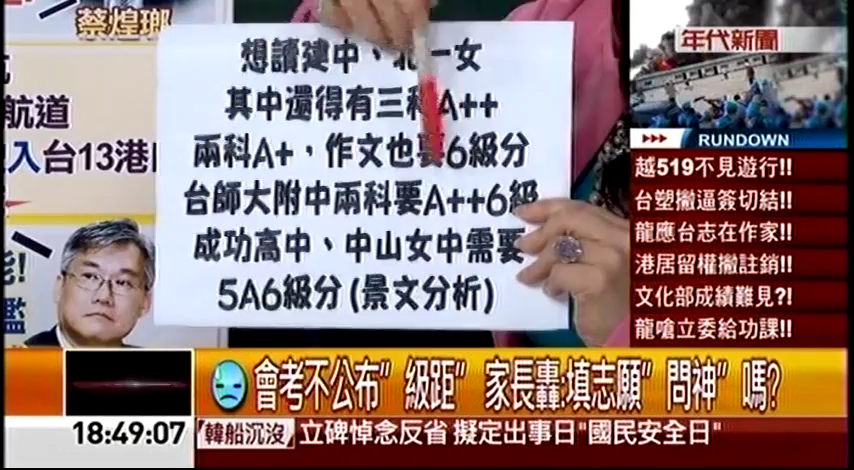 蔡煌瑯
想讀建中、北一女
其中還得有三科A++
兩科A+，作文也要6級分
台師大附中兩科要A++6級
成功高中、中山女中需要
5A6級分(景文分析)
航道
入台13港
能!
鑑
年代新聞
RUNDOWN
越519不見遊行!!
台塑撇逼簽切結!!
龍應台志在作家!!
港居留權撇註銷!!
文化部成績難見?!
龍嗆立委給功課!!
會考不公布"級距" 家長轟:填志願"問神"嗎?
18:49:07
韓船沉沒 立碑悼念反省 擬定出事日"國民安全日"